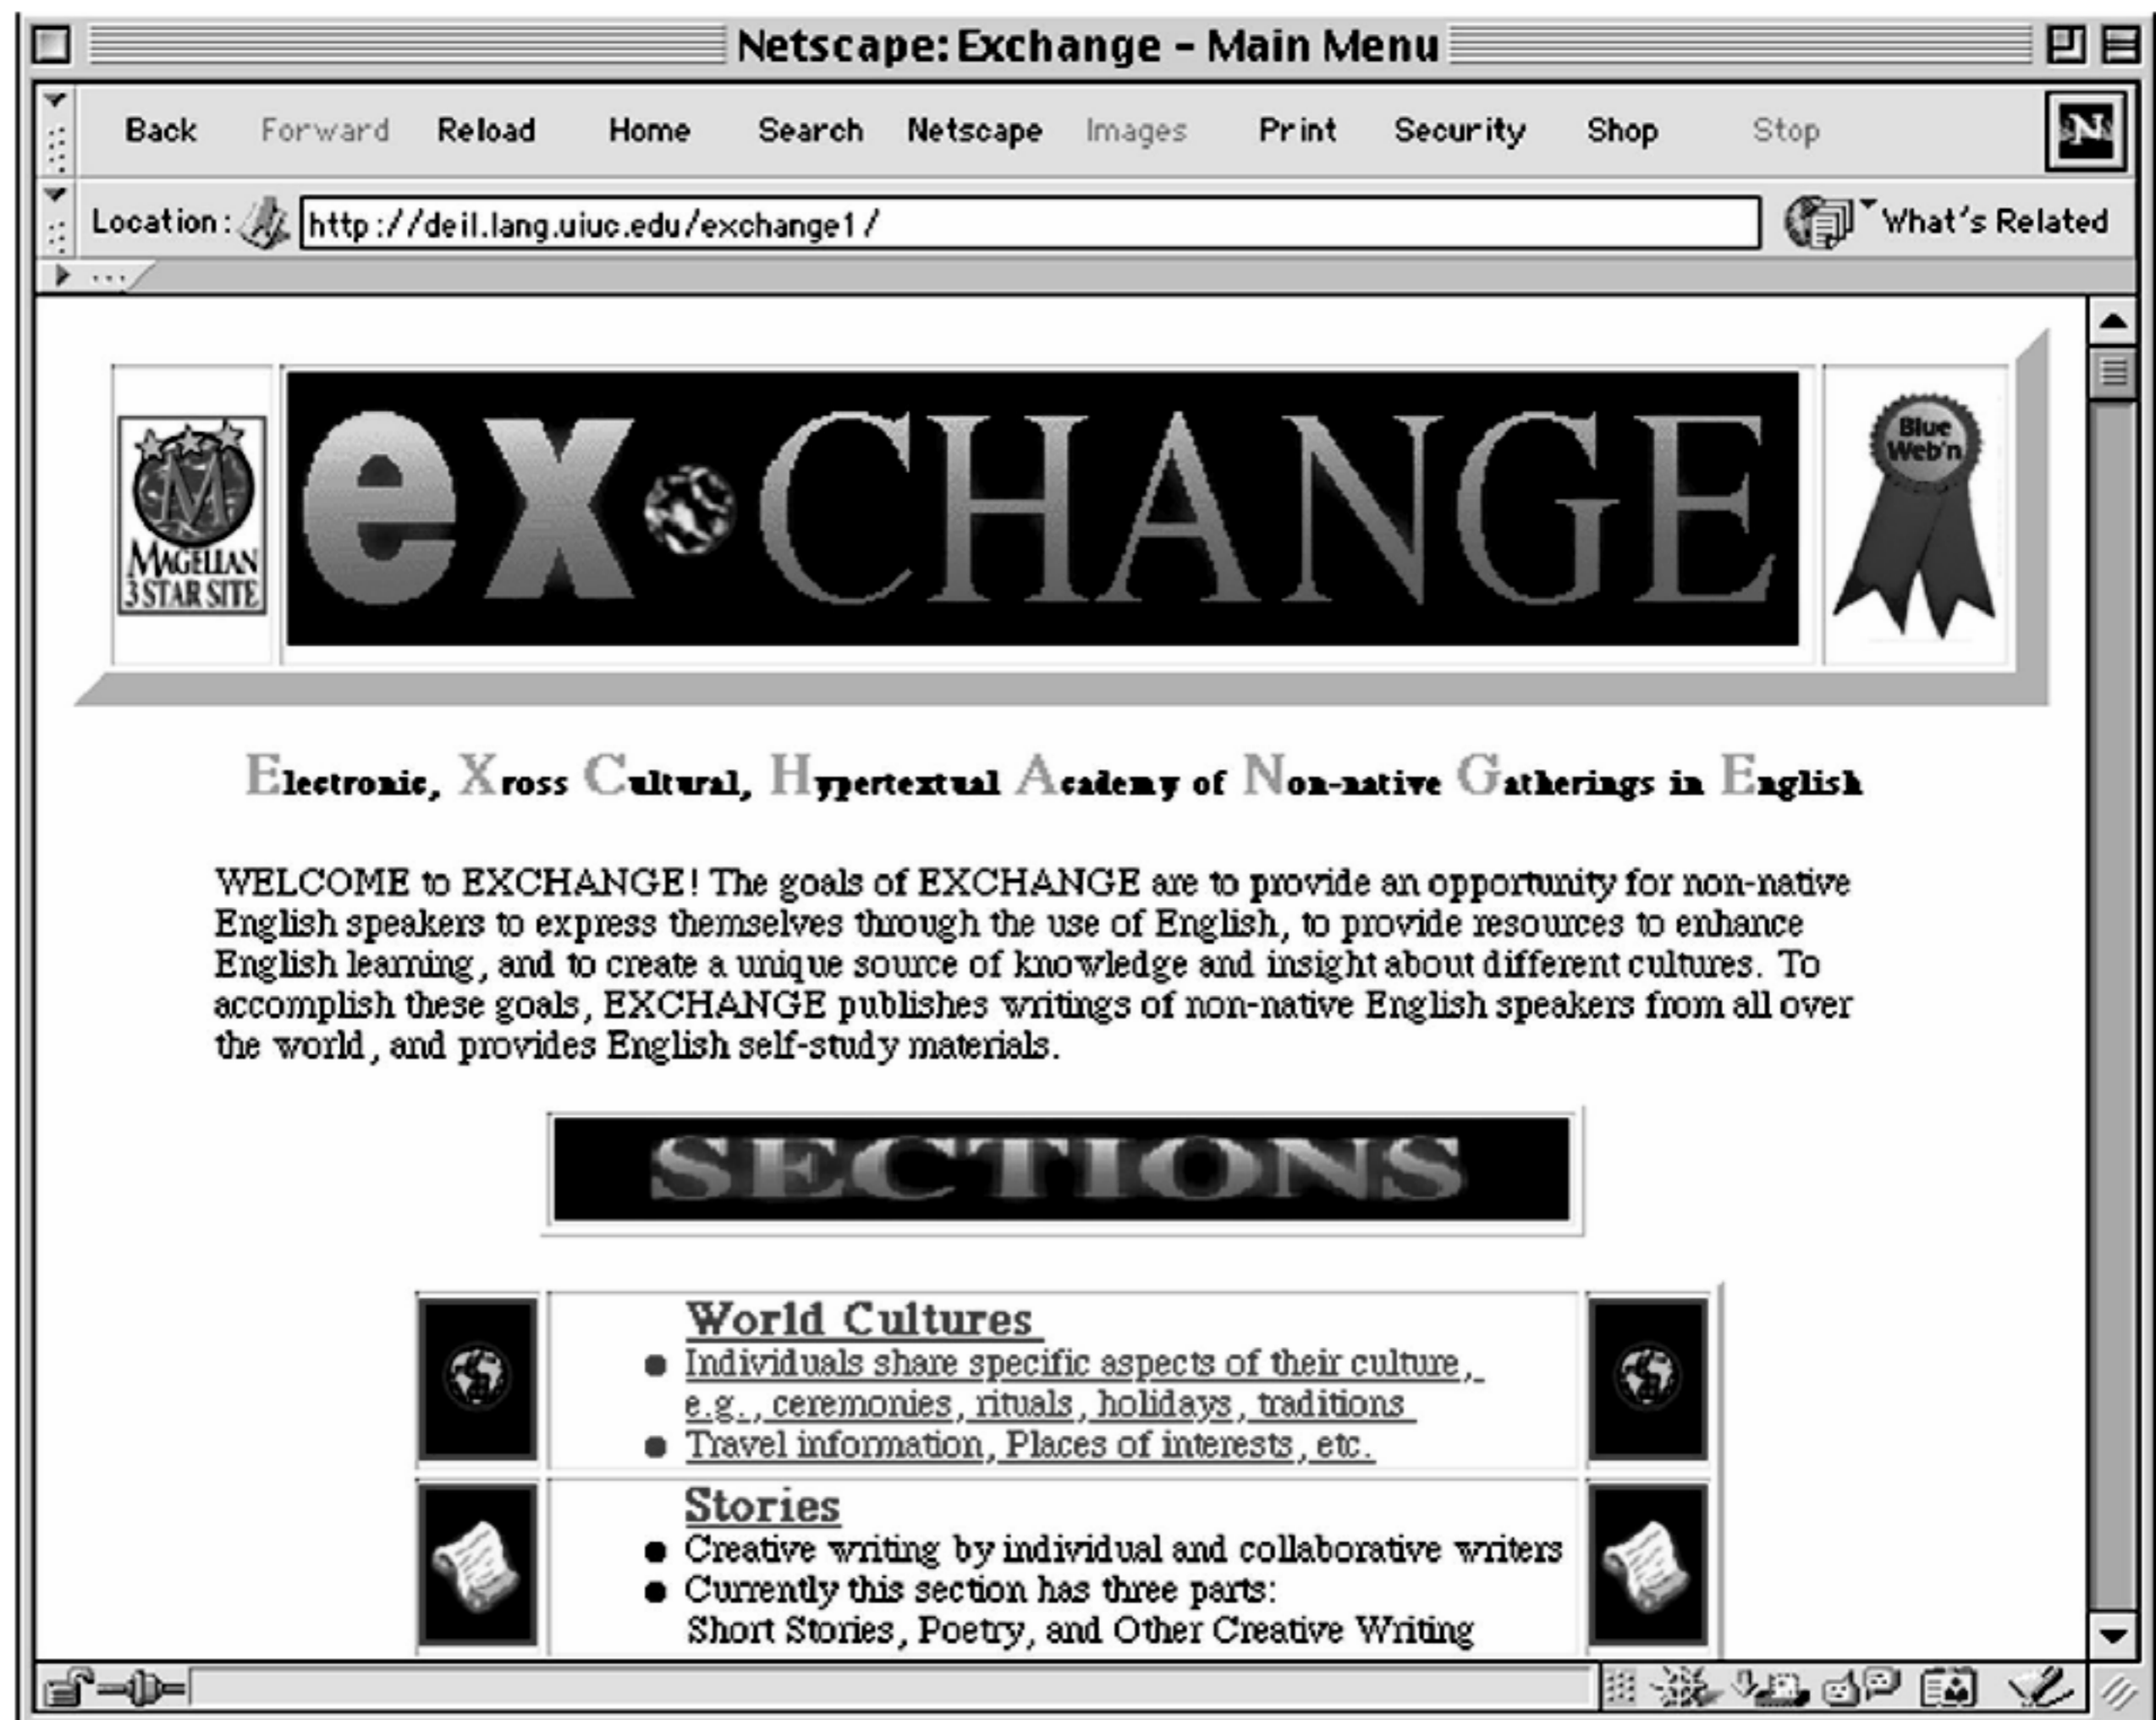 Netscape: Exchange - Main Menu
Back Forward Reload Home Search Netscape Images Print Security Shop Stop
N
Location: http://deil.lang.uiuc.edu/exchange1/ What's Related
...
M
MAGELLAN
3 STAR SITE
ex CHANGE
Blue
Web'n
Electronic, Xross Cultural, Hypertextual Academy of Non-native Gatherings in English
WELCOME to EXCHANGE! The goals of EXCHANGE are to provide an opportunity for non-native
English speakers to express themselves through the use of English, to provide resources to enhance
English learning, and to create a unique source of knowledge and insight about different cultures. To
accomplish these goals, EXCHANGE publishes writings of non-native English speakers from all over
the world, and provides English self-study materials.
SECTIONS
World Cultures
● Individuals share specific aspects of their culture,
e.g., ceremonies, rituals, holidays, traditions
● Travel information, Places of interests, etc.
Stories
● Creative writing by individual and collaborative writers
● Currently this section has three parts:
Short Stories, Poetry, and Other Creative Writing